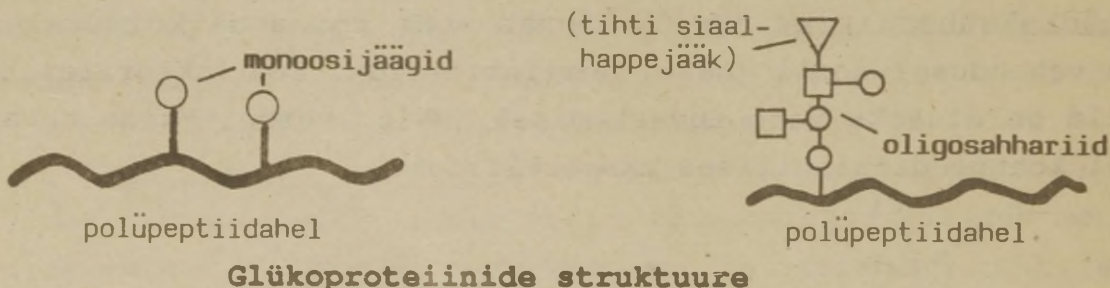 monoosijäägid
polüpeptiidahel
(tihti siaal-
happejääk)
oligosahhariid
polüpeptiidahel
Glükoproteiinide struktuure